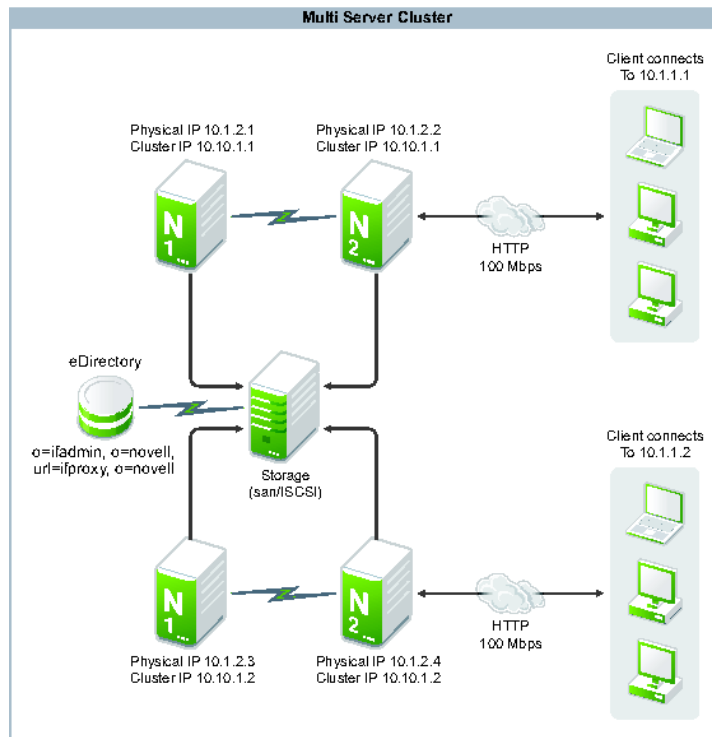 Multi Server Cluster
Client connects
To 10.1.1.1
Physical IP 10.1.2.1
Cluster IP 10.10.1.1
Physical IP 10.1.2.2
Cluster IP 10.10.1.1
N
1
N
2
HTTP
100 Mbps
eDirectory
o=ifadmin, o=novell,
url=ifproxy, o=novell
Storage
(san/ISCSI)
Client connects
To 10.1.1.2
N
1
N
2
HTTP
100 Mbps
Physical IP 10.1.2.3
Cluster IP 10.10.1.2
Physical IP 10.1.2.4
Cluster IP 10.10.1.2